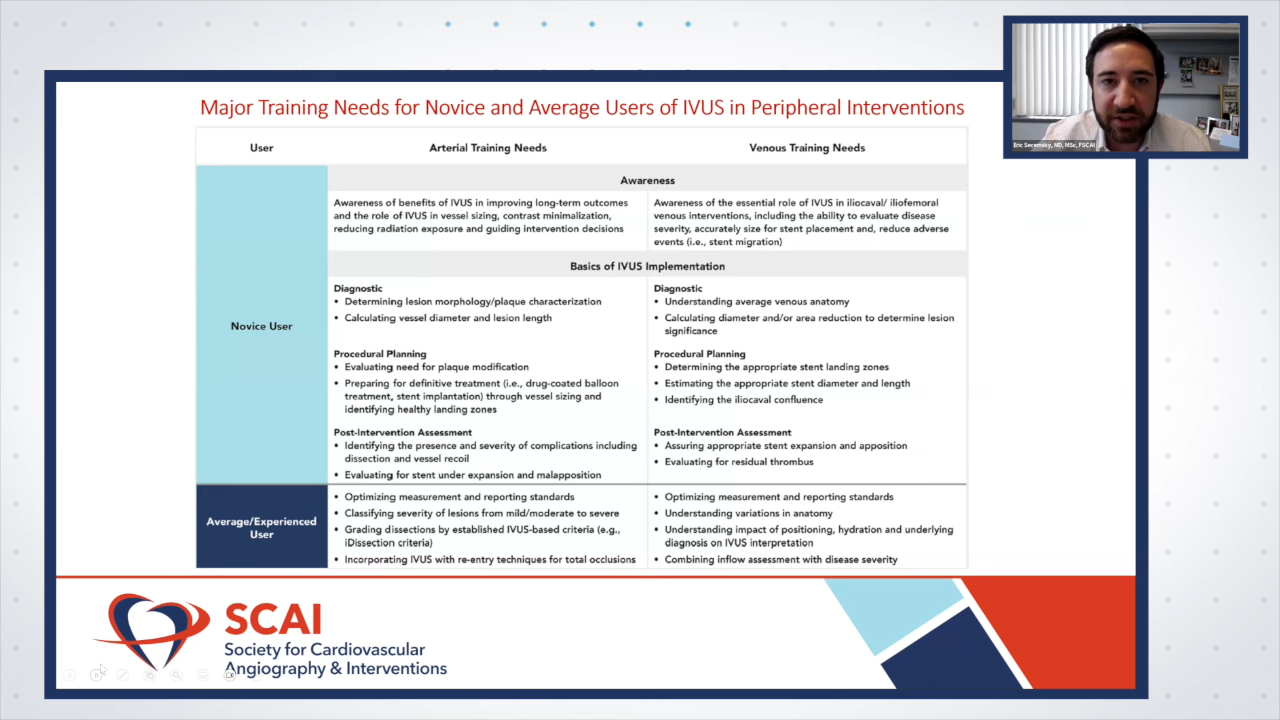 Major Training Needs for Novice and Average Users of IVUS in Peripheral Interventions
Eric Secemsky, MD, MSc, FSCAI
User
Arterial Training Needs
Venous Training Needs
Novice User
Awareness
Awareness of benefits of IVUS in improving long-term outcomes
and the role of IVUS in vessel sizing, contrast minimalization,
reducing radiation exposure and guiding intervention decisions
Awareness of the essential role of IVUS in iliocaval/ iliofemoral
venous interventions, including the ability to evaluate disease
severity, accurately size for stent placement and, reduce adverse
events (i.e., stent migration)
Basics of IVUS Implementation
Diagnostic
• Determining lesion morphology/plaque characterization
• Calculating vessel diameter and lesion length
Procedural Planning
• Evaluating need for plaque modification
• Preparing for definitive treatment (i.e., drug-coated balloon
treatment, stent implantation) through vessel sizing and
identifying healthy landing zones
Post-Intervention Assessment
• Identifying the presence and severity of complications including
dissection and vessel recoil
• Evaluating for stent under expansion and malapposition
Diagnostic
• Understanding average venous anatomy
• Calculating diameter and/or area reduction to determine lesion
significance
Procedural Planning
• Determining the appropriate stent landing zones
• Estimating the appropriate stent diameter and length
• Identifying the iliocaval confluence
Post-Intervention Assessment
• Assuring appropriate stent expansion and apposition
• Evaluating for residual thrombus
Average/Experienced
User
• Optimizing measurement and reporting standards
• Classifying severity of lesions from mild/moderate to severe
• Grading dissections by established IVUS-based criteria (e.g.,
iDissection criteria)
• Incorporating IVUS with re-entry techniques for total occlusions
• Optimizing measurement and reporting standards
• Understanding variations in anatomy
• Understanding impact of positioning, hydration and underlying
diagnosis on IVUS interpretation
• Combining inflow assessment with disease severity
SCAI
Society for Cardiovascular
Angiography & Interventions